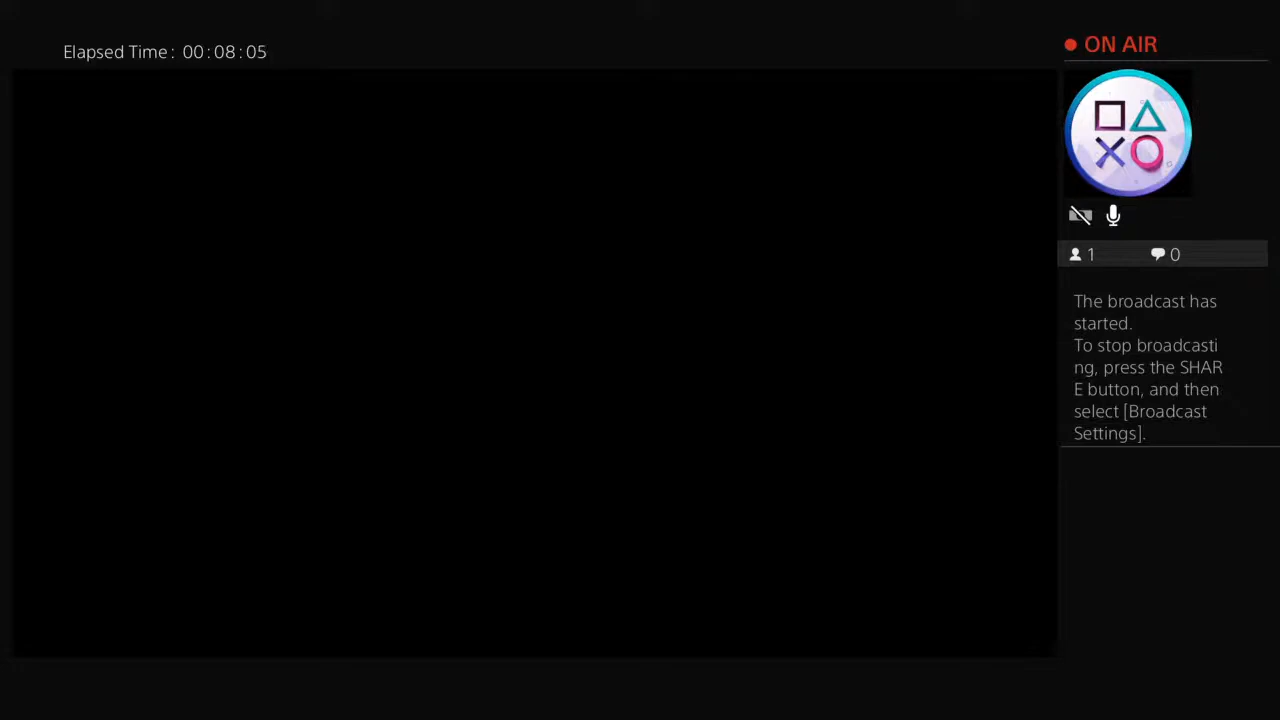 Elapsed Time: 00:08:05
ON AIR
1 0
The broadcast has
started.
To stop broadcasti
ng, press the SHAR
E button, and then
select [Broadcast
Settings].